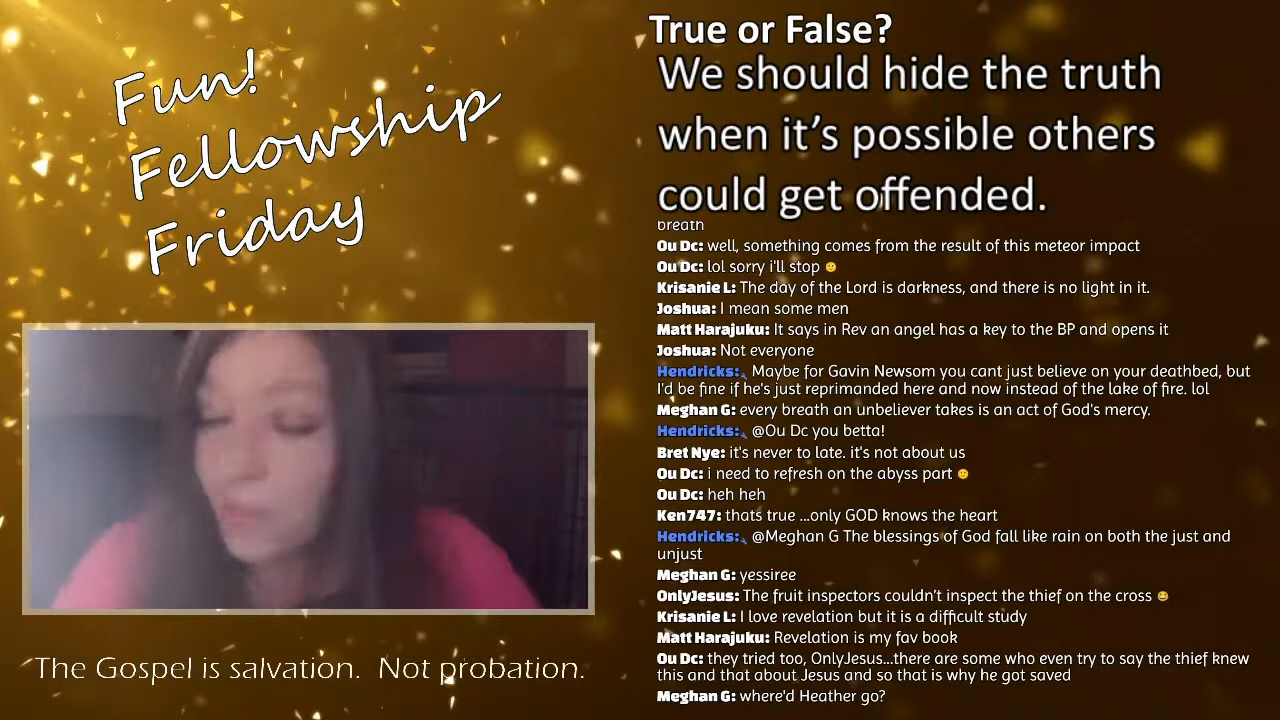 Fun!
Fellowship
Friday
The Gospel is salvation. Not probation.
True or False?
We should hide the truth
when it's possible others
could get offended.
breath
Ou Dc: well, something comes from the result of this meteor impact
Ou Dc: lol sorry i'll stop 🙂
Krisanie L: The day of the Lord is darkness, and there is no light in it.
Joshua: I mean some men
Matt Harajuku: It says in Rev an angel has a key to the BP and opens it
Joshua: Not everyone
Hendricks: Maybe for Gavin Newsom you cant just believe on your deathbed, but
I'd be fine if he's just reprimanded here and now instead of the lake of fire. lol
Meghan G: every breath an unbeliever takes is an act of God's mercy.
Hendricks: @Ou Dc you betta!
Bret Nye: it's never to late. it's not about us
Ou Dc: i need to refresh on the abyss part 🙂
Ou Dc: heh heh
Ken747: thats true ...only GOD knows the heart
Hendricks: @Meghan G The blessings of God fall like rain on both the just and
unjust
Meghan G: yessiree
OnlyJesus: The fruit inspectors couldn't inspect the thief on the cross 😂
Krisanie L: I love revelation but it is a difficult study
Matt Harajuku: Revelation is my fav book
Ou Dc: they tried too, OnlyJesus...there are some who even try to say the thief knew
this and that about Jesus and so that is why he got saved
Meghan G: where'd Heather go?